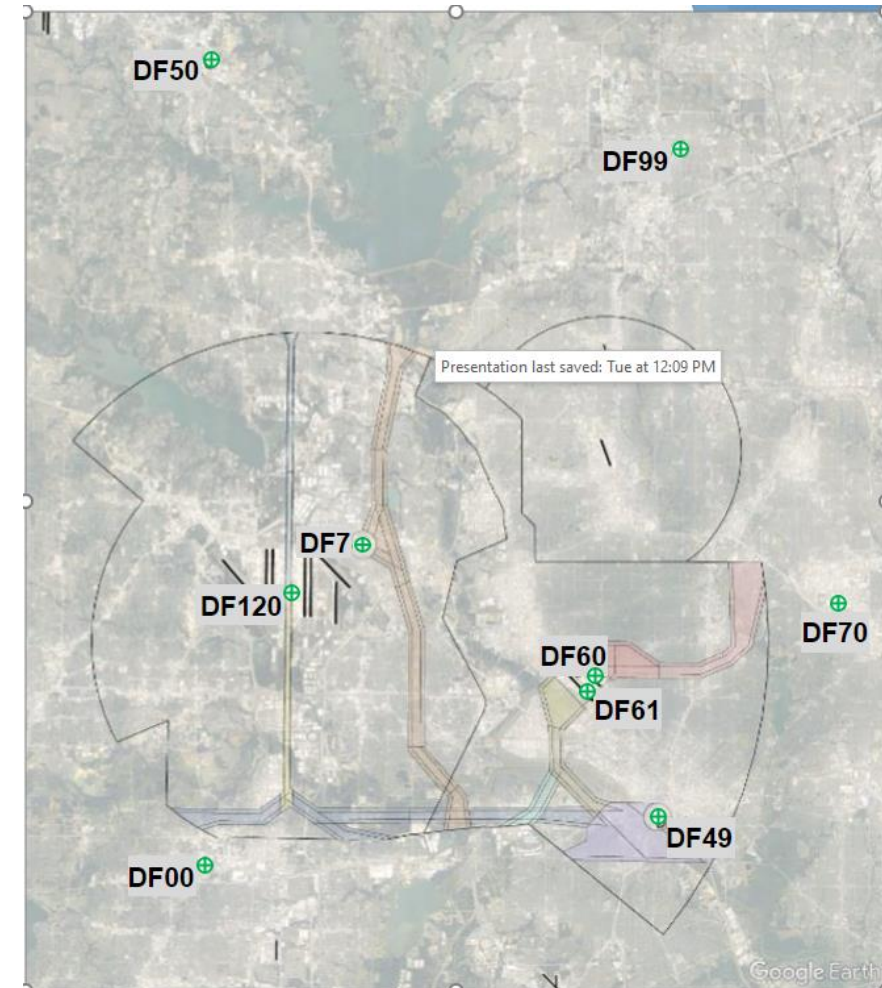 DF50
DF99
Presentation last saved: Tue at 12:09 PM
DF7
DF120
DF70
DF60
DF61
DF49
DF00
Google Earth